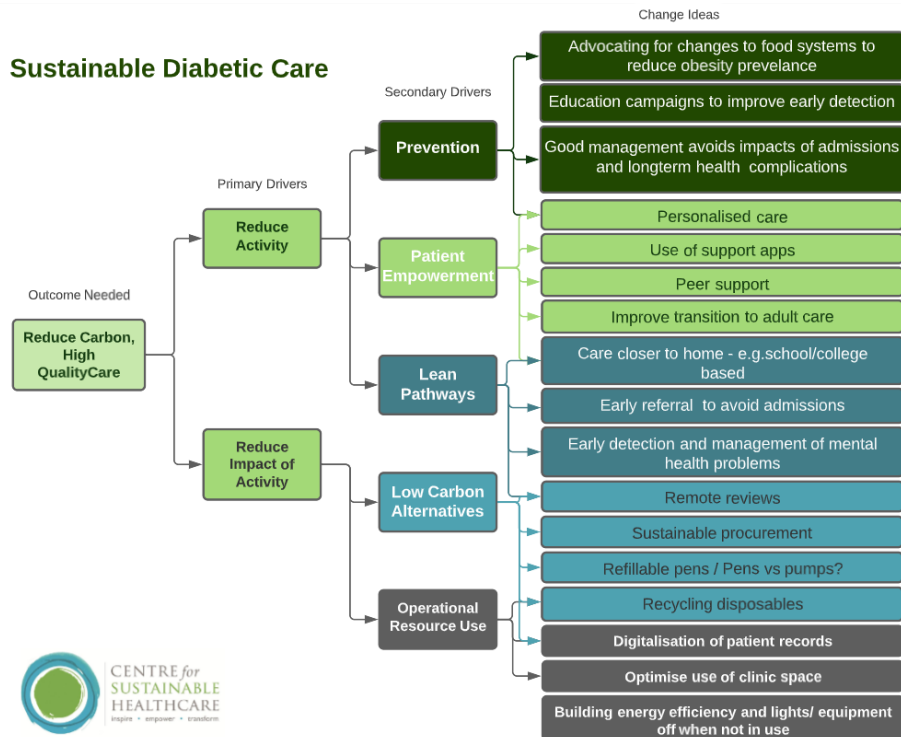 Change Ideas
Sustainable Diabetic Care
Secondary Drivers
Primary Drivers
Outcome Needed
Reduce Carbon,
High
QualityCare
Reduce
Activity
Reduce
Impact of
Activity
Prevention
Patient
Empowerment
Lean
Pathways
Low Carbon
Alternatives
Operational
Resource Use
Advocating for changes to food systems to
reduce obesity prevelance
Education campaigns to improve early detection
Good management avoids impacts of admissions
and longterm health complications
Personalised care
Use of support apps
Peer support
Improve transition to adult care
Care closer to home - e.g.school/college
based
Early referral to avoid admissions
Early detection and management of mental
health problems
Remote reviews
Sustainable procurement
Refillable pens / Pens vs pumps?
Recycling disposables
Digitalisation of patient records
Optimise use of clinic space
Building energy efficiency and lights/ equipment
off when not in use
CENTRE for
SUSTAINABLE
HEALTHCARE
inspire • empower • transform